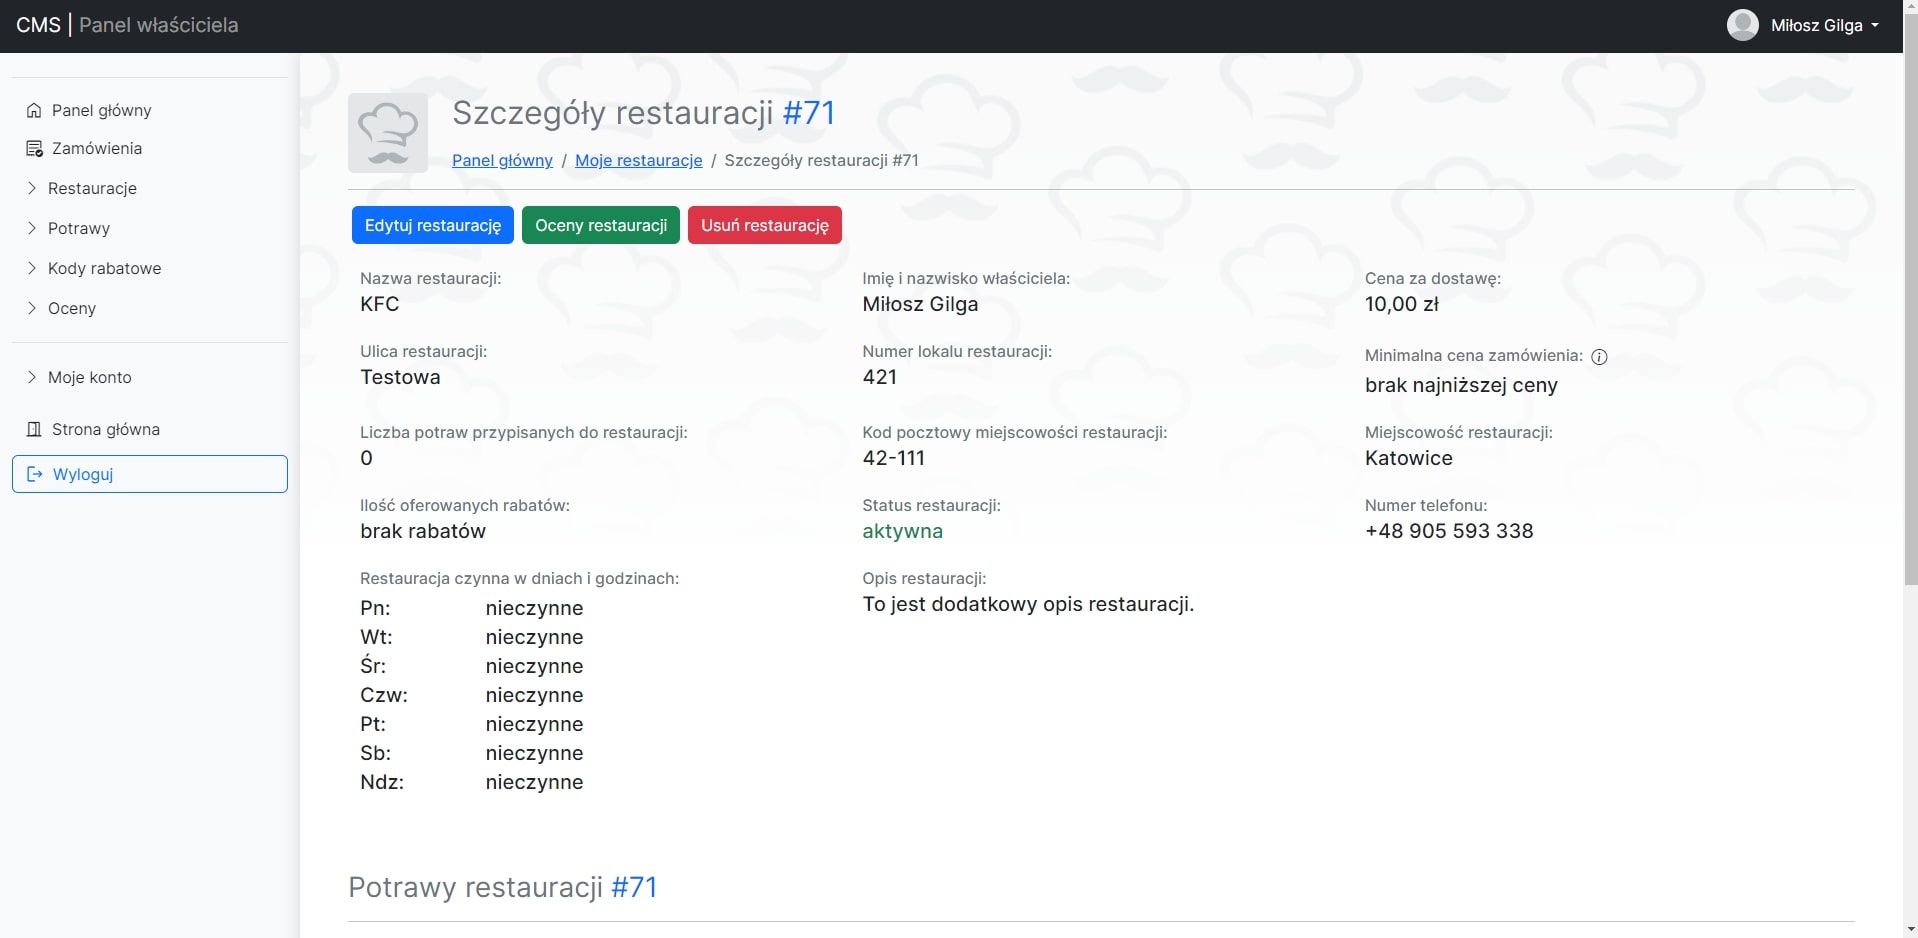 CMS | Panel właściciela
Miłosz Gilga
Panel główny
Zamówienia
Restauracje
Potrawy
Kody rabatowe
Oceny
Moje konto
Strona główna
Wyloguj
Szczegóły restauracji #71
Panel główny / Moje restauracje / Szczegóły restauracji #71
Edytuj restaurację
Oceny restauracji
Usuń restaurację
Nazwa restauracji:
KFC
Imię i nazwisko właściciela:
Miłosz Gilga
Cena za dostawę:
10,00 zł
Ulica restauracji:
Testowa
Numer lokalu restauracji:
421
Minimalna cena zamówienia:
brak najniższej ceny
Liczba potraw przypisanych do restauracji:
0
Kod pocztowy miejscowości restauracji:
42-111
Miejscowość restauracji:
Katowice
Ilość oferowanych rabatów:
brak rabatów
Status restauracji:
aktywna
Numer telefonu:
+48 905 593 338
Restauracja czynna w dniach i godzinach:
Pn: nieczynne
Wt: nieczynne
Śr: nieczynne
Czw: nieczynne
Pt: nieczynne
Sb: nieczynne
Ndz: nieczynne
Opis restauracji:
To jest dodatkowy opis restauracji.
Potrawy restauracji #71